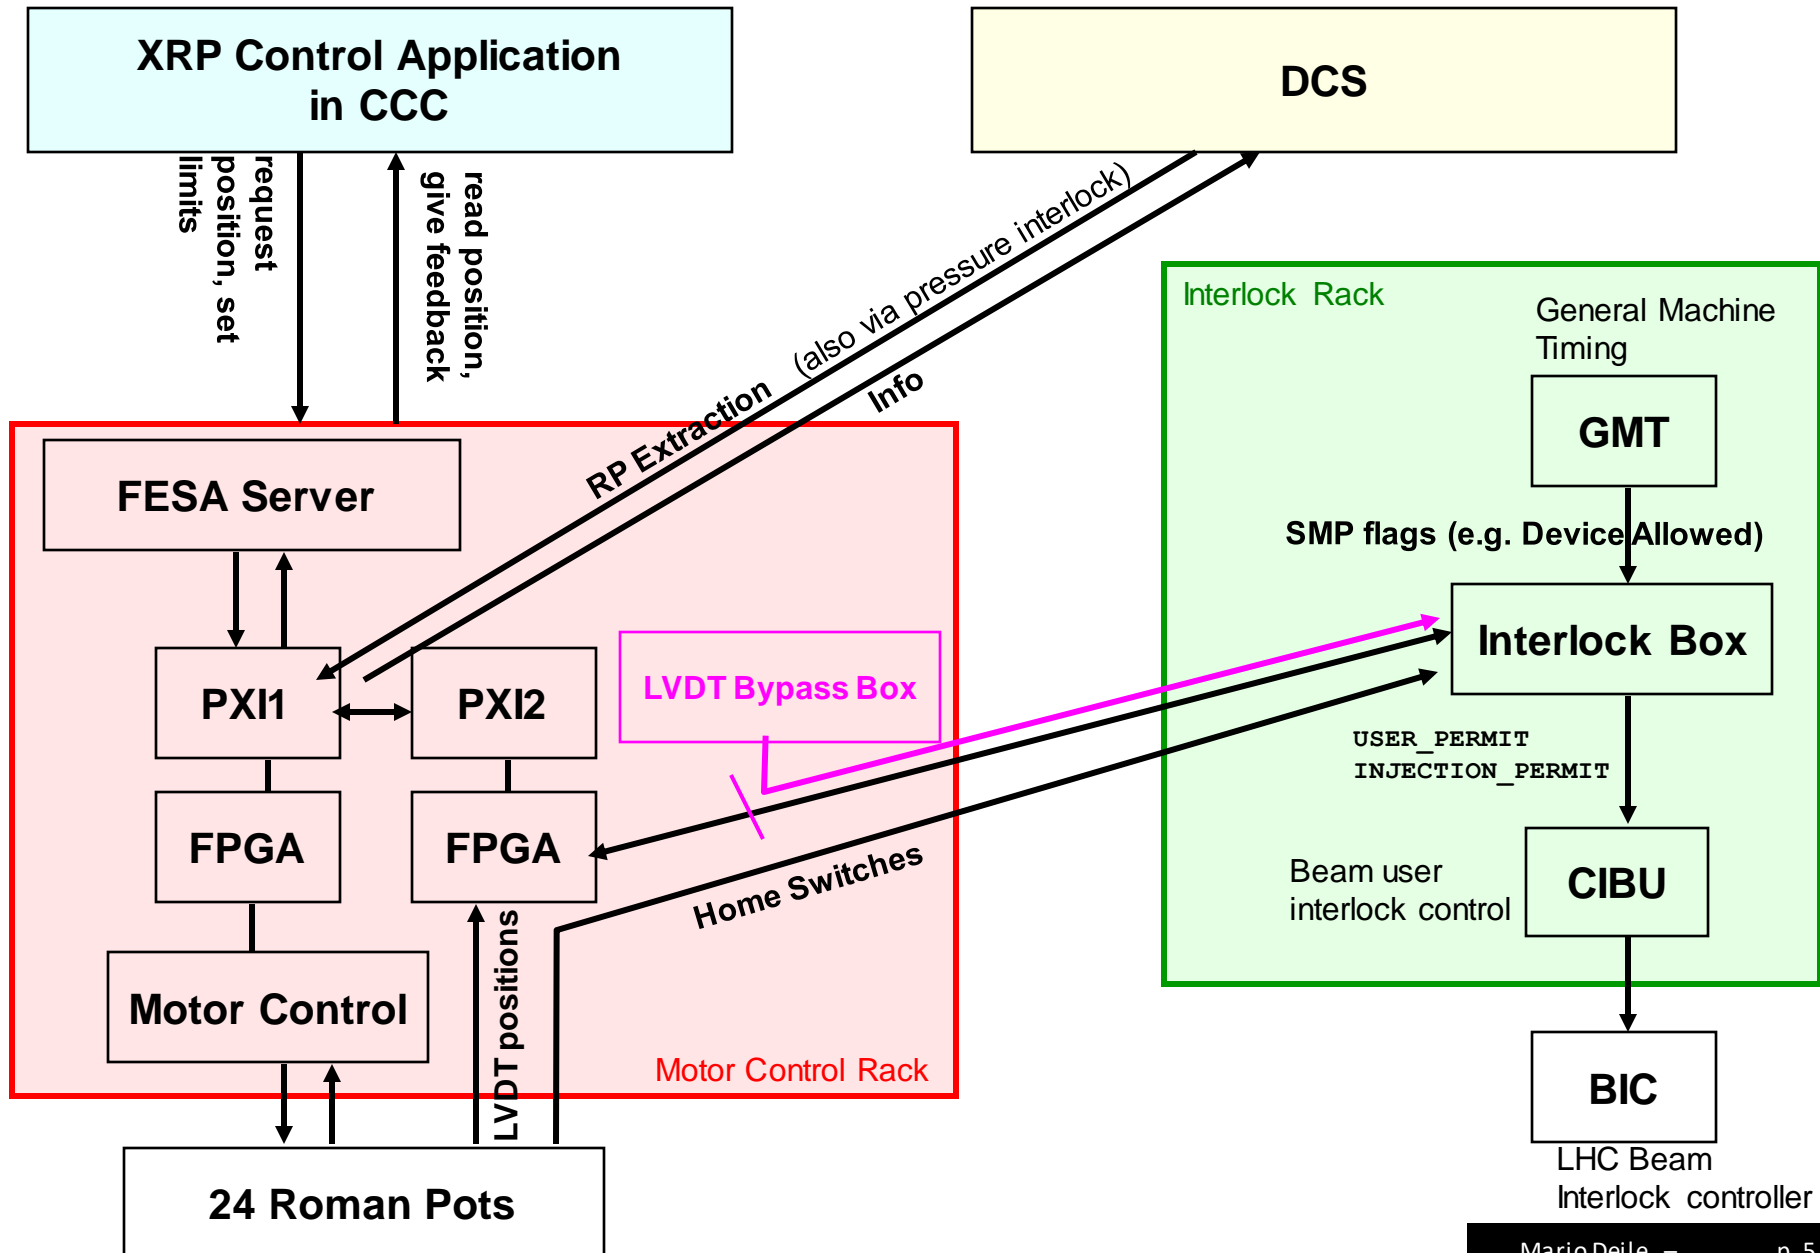 XRP Control Application
in CCC
DCS
request
position, set
limits
read position,
give feedback
RP Extraction (also via pressure interlock)
Info
Interlock Rack
General Machine
Timing
GMT
SMP flags (e.g. Device Allowed)
Interlock Box
USER_PERMIT
INJECTION_PERMIT
Beam user
interlock control
CIBU
BIC
LHC Beam
Interlock controller
FESA Server
PXI1
PXI2
LVDT Bypass Box
FPGA
FPGA
Home Switches
Motor Control
LVDT positions
Motor Control Rack
24 Roman Pots
Mario Deile –
p. 5